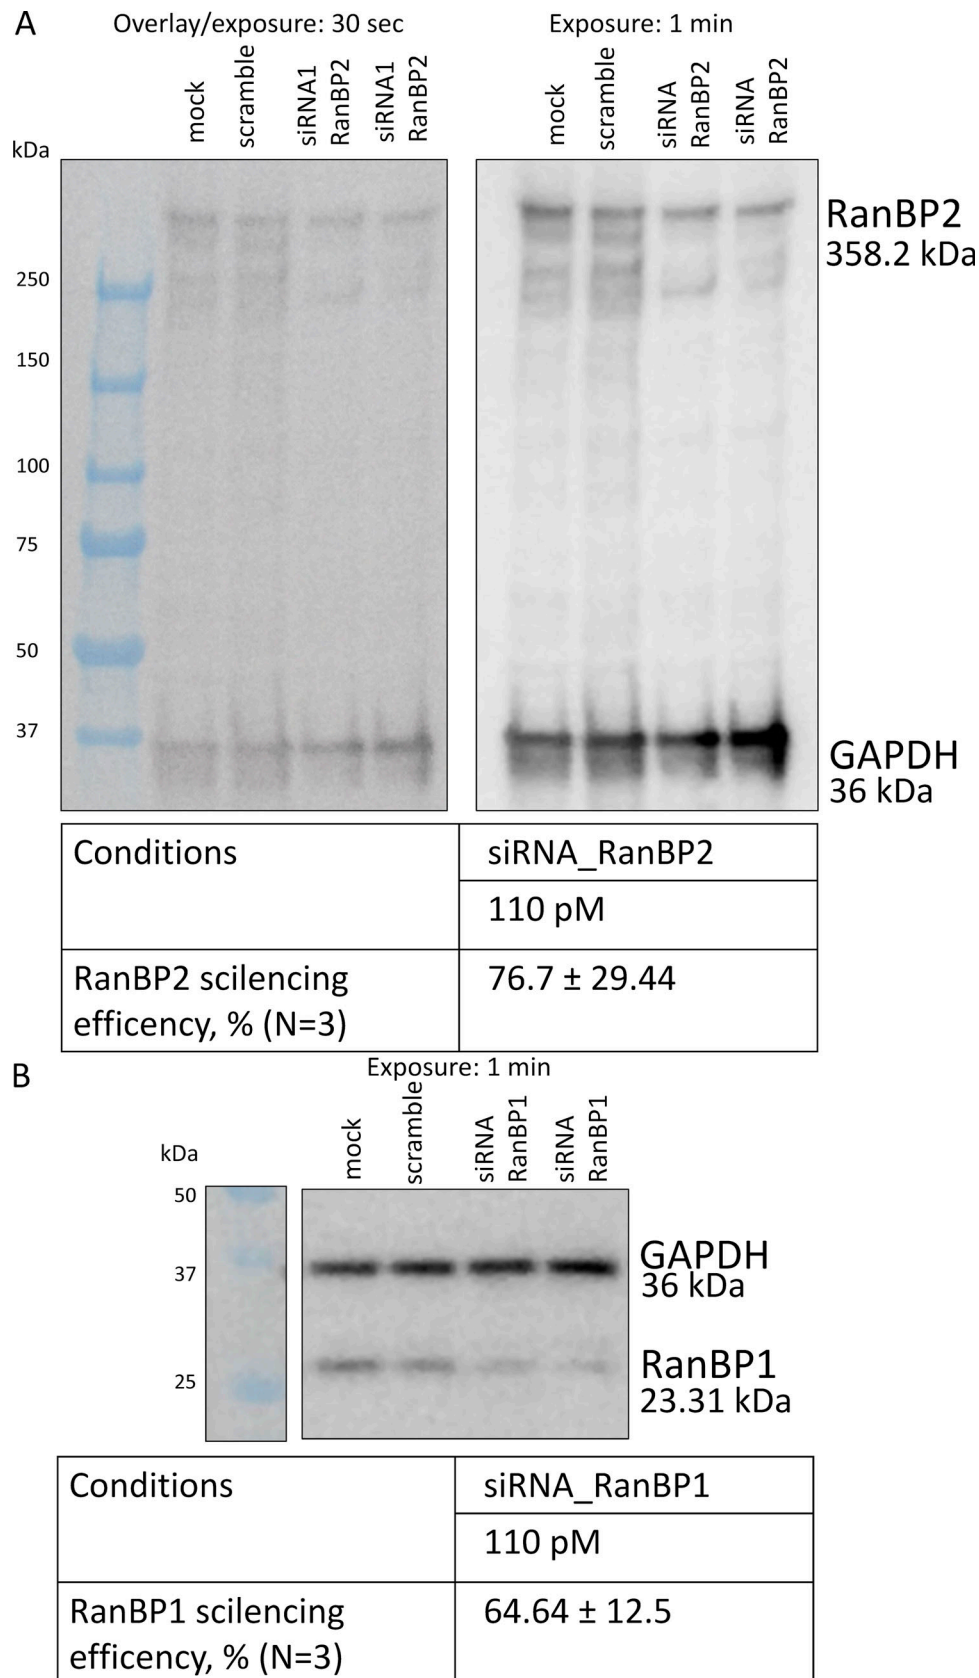 A
Overlay/exposure: 30 sec
Exposure: 1 min
mock
scramble
siRNA1
RanBP2
siRNA1
RanBP2
mock
scramble
siRNA
RanBP2
siRNA
RanBP2
kDa
250
150
100
75
50
37
RanBP2
358.2 kDa
GAPDH
36 kDa
Conditions
siRNA_RanBP2
110 pM
RanBP2 scilencing
efficency, % (N=3)
76.7 ± 29.44
B
Exposure: 1 min
mock
scramble
siRNA
RanBP1
siRNA
RanBP1
kDa
50
37
25
GAPDH
36 kDa
RanBP1
23.31 kDa
Conditions
siRNA_RanBP1
110 pM
RanBP1 scilencing
efficency, % (N=3)
64.64 ± 12.5